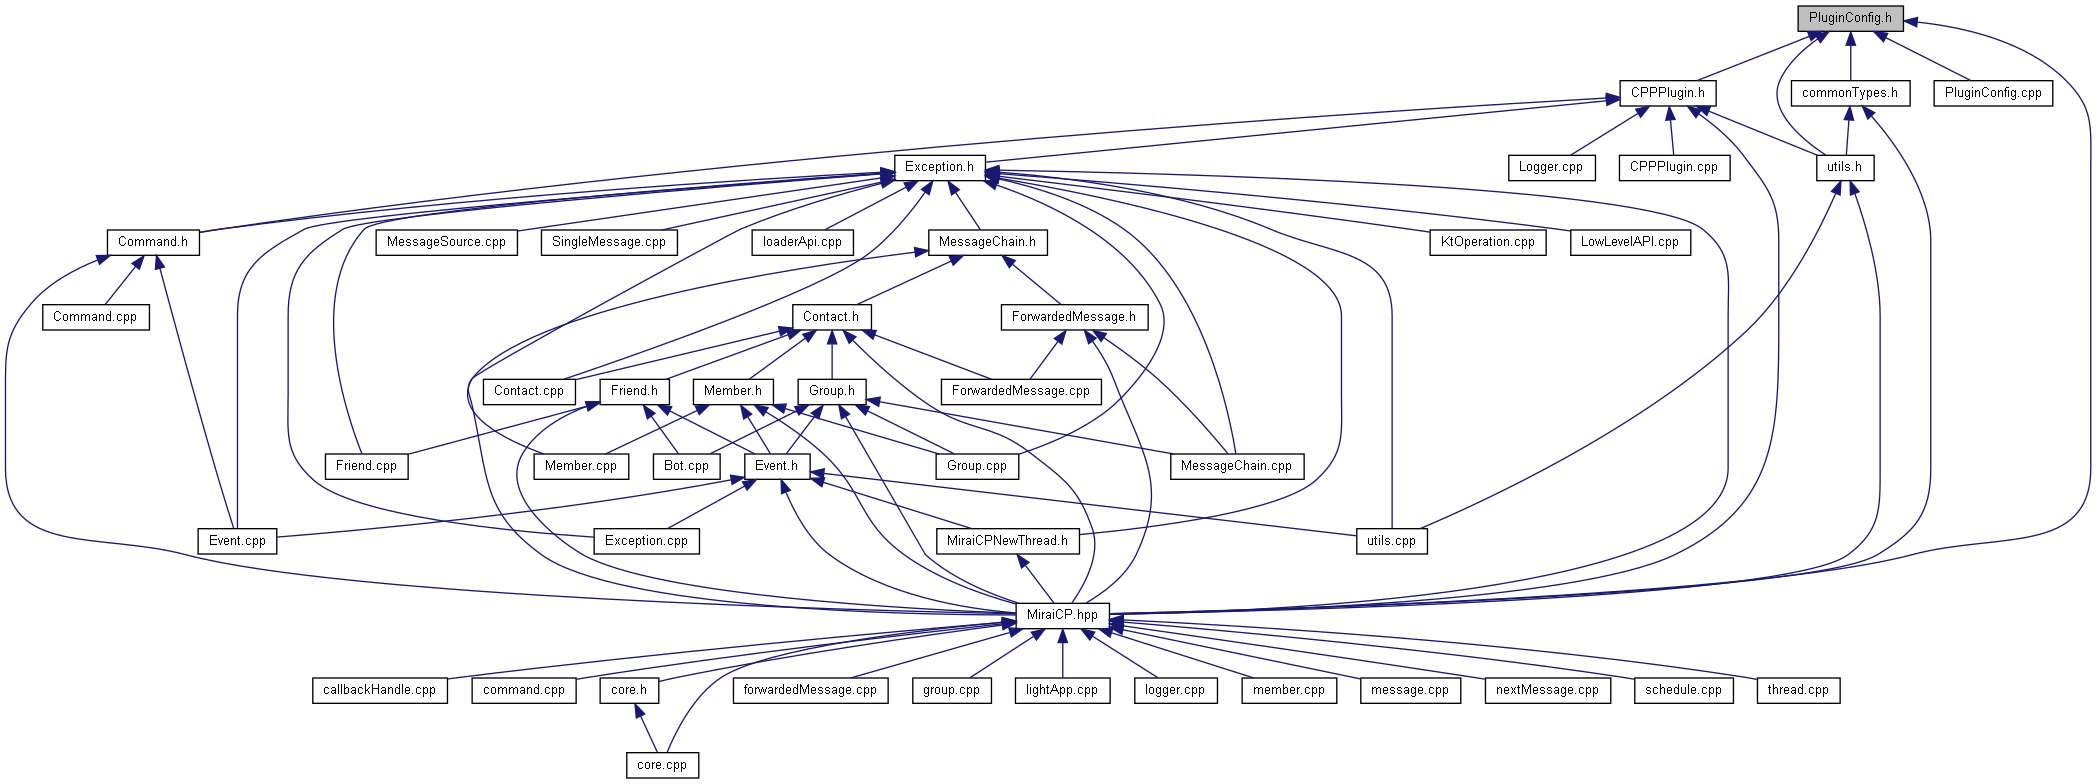 PluginConfig.h
CPPPlugin.h
commonTypes.h
PluginConfig.cpp
Exception.h
Logger.cpp
CPPPlugin.cpp
utils.h
Command.h
MessageSource.cpp
SingleMessage.cpp
loaderApi.cpp
MessageChain.h
KtOperation.cpp
LowLevelAPI.cpp
Command.cpp
Contact.h
ForwardedMessage.h
Contact.cpp
Friend.h
Member.h
Group.h
ForwardedMessage.cpp
Friend.cpp
Member.cpp
Bot.cpp
Event.h
Group.cpp
MessageChain.cpp
Event.cpp
Exception.cpp
MiraiCPNewThread.h
utils.cpp
MiraiCP.hpp
callbackHandle.cpp
command.cpp
core.h
forwardedMessage.cpp
group.cpp
lightApp.cpp
logger.cpp
member.cpp
message.cpp
nextMessage.cpp
schedule.cpp
thread.cpp
core.cpp